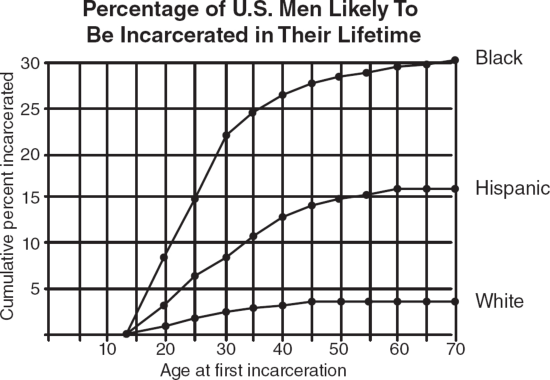 Percentage of U.S. Men Likely To
Be Incarcerated in Their Lifetime
Cumulative percent incarcerated
30
25
20
15
10
5
Black
Hispanic
White
10 20 30 40 50 60 70
Age at first incarceration